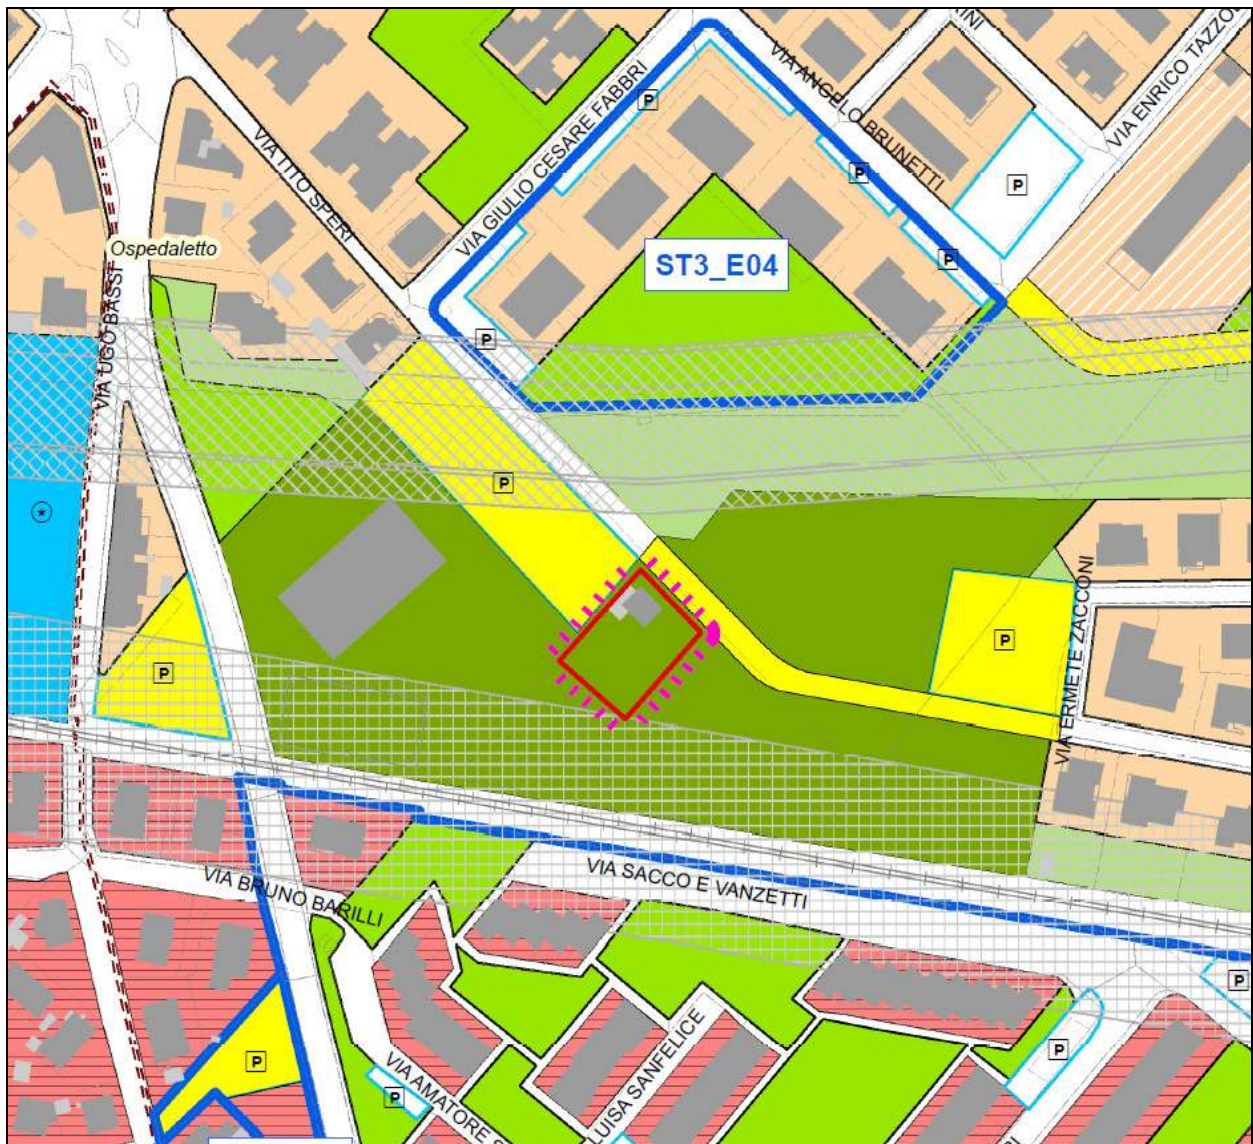 VIA TITO SPERI
VIA GIULIO CESARE FABBRI
P
VIA ANGELO BRUNETTI
P
P
VIA ENRICO TAZZOL
P
Ospedaletto
ST3_E04
VIA UGO BASSI
P
P
P
P
VIA ERMETE ZACCONI
VIA BRUNO BARILLI
VIA SACCO E VANZETTI
P
P
P
P
VIA AMATORE S
LUISA SANFELICE